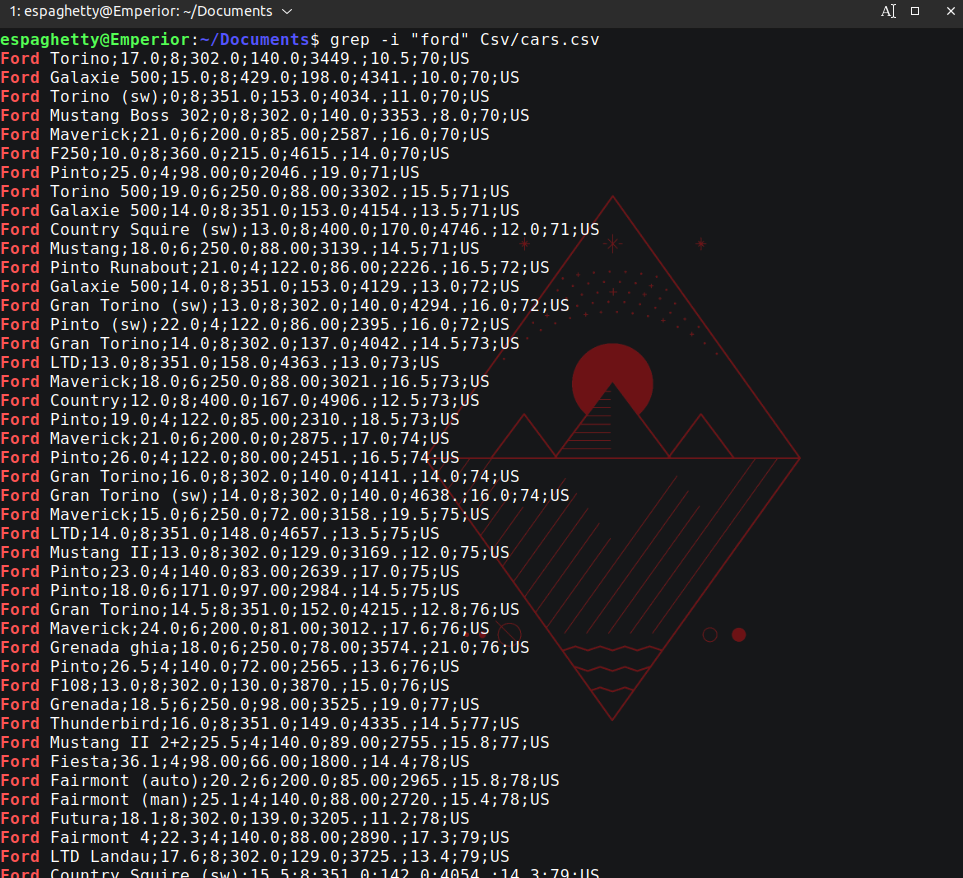 1: espaghetty@Emperior: ~/Documents
espaghetty@Emperior:~/Documents$ grep -i "ford" Csv/cars.csv
Ford Torino;17.0;8;302.0;140.0;3449.;10.5;70;US
Ford Galaxie 500;15.0;8;429.0;198.0;4341.;10.0;70;US
Ford Torino (sw);0;8;351.0;153.0;4034.;11.0;70;US
Ford Mustang Boss 302;0;8;302.0;140.0;3353.;8.0;70;US
Ford Maverick;21.0;6;200.0;85.00;2587.;16.0;70;US
Ford F250;10.0;8;360.0;215.0;4615.;14.0;70;US
Ford Pinto;25.0;4;98.00;0;2046.;19.0;71;US
Ford Torino 500;19.0;6;250.0;88.00;3302.;15.5;71;US
Ford Galaxie 500;14.0;8;351.0;153.0;4154.;13.5;71;US
Ford Country Squire (sw);13.0;8;400.0;170.0;4746.;12.0;71;US
Ford Mustang;18.0;6;250.0;88.00;3139.;14.5;71;US
Ford Pinto Runabout;21.0;4;122.0;86.00;2226.;16.5;72;US
Ford Galaxie 500;14.0;8;351.0;153.0;4129.;13.0;72;US
Ford Gran Torino (sw);13.0;8;302.0;140.0;4294.;16.0;72;US
Ford Pinto (sw);22.0;4;122.0;86.00;2395.;16.0;72;US
Ford Gran Torino;14.0;8;302.0;137.0;4042.;14.5;73;US
Ford LTD;13.0;8;351.0;158.0;4363.;13.0;73;US
Ford Maverick;18.0;6;250.0;88.00;3021.;16.5;73;US
Ford Country;12.0;8;400.0;167.0;4906.;12.5;73;US
Ford Pinto;19.0;4;122.0;85.00;2310.;18.5;73;US
Ford Maverick;21.0;6;200.0;0;2875.;17.0;74;US
Ford Pinto;26.0;4;122.0;80.00;2451.;16.5;74;US
Ford Gran Torino;16.0;8;302.0;140.0;4141.;14.0;74;US
Ford Gran Torino (sw);14.0;8;302.0;140.0;4638.;16.0;74;US
Ford Maverick;15.0;6;250.0;72.00;3158.;19.5;75;US
Ford LTD;14.0;8;351.0;148.0;4657.;13.5;75;US
Ford Mustang II;13.0;8;302.0;129.0;3169.;12.0;75;US
Ford Pinto;23.0;4;140.0;83.00;2639.;17.0;75;US
Ford Pinto;18.0;6;171.0;97.00;2984.;14.5;75;US
Ford Gran Torino;14.5;8;351.0;152.0;4215.;12.8;76;US
Ford Maverick;24.0;6;200.0;81.00;3012.;17.6;76;US
Ford Grenada ghia;18.0;6;250.0;78.00;3574.;21.0;76;US
Ford Pinto;26.5;4;140.0;72.00;2565.;13.6;76;US
Ford F108;13.0;8;302.0;130.0;3870.;15.0;76;US
Ford Grenada;18.5;6;250.0;98.00;3525.;19.0;77;US
Ford Thunderbird;16.0;8;351.0;149.0;4335.;14.5;77;US
Ford Mustang II 2+2;25.5;4;140.0;89.00;2755.;15.8;77;US
Ford Fiesta;36.1;4;98.00;66.00;1800.;14.4;78;US
Ford Fairmont (auto);20.2;6;200.0;85.00;2965.;15.8;78;US
Ford Fairmont (man);25.1;4;140.0;88.00;2720.;15.4;78;US
Ford Futura;18.1;8;302.0;139.0;3205.;11.2;78;US
Ford Fairmont 4;22.3;4;140.0;88.00;2890.;17.3;79;US
Ford LTD Landau;17.6;8;302.0;129.0;3725.;13.4;79;US
Ford Country Squire (sw);15.5;8;351.0;142.0;4054.;14.3;79;US